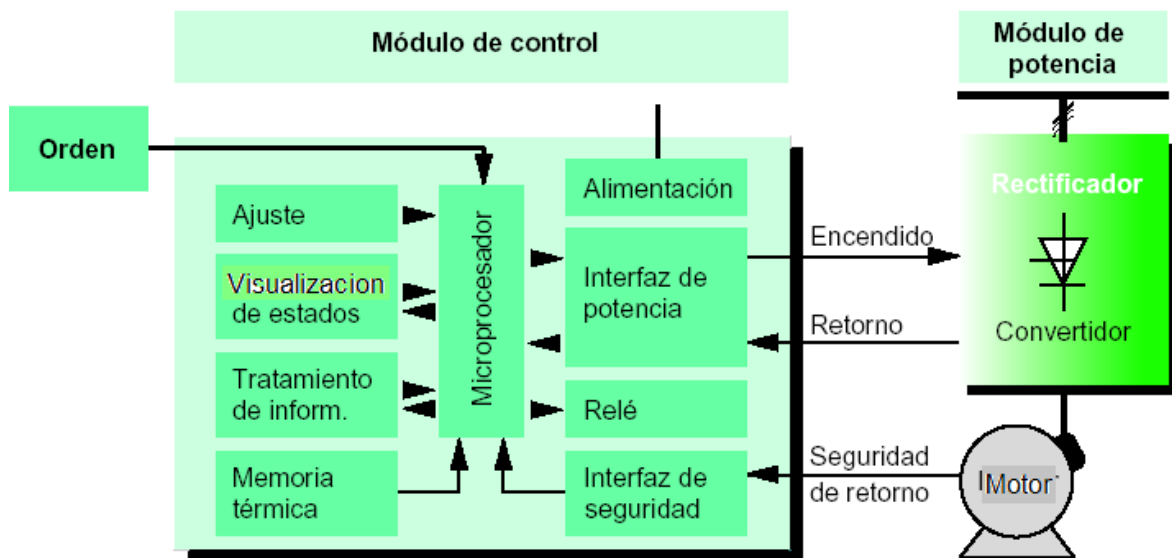 Módulo de control
Módulo de
potencia
Orden
Alimentación
Rectificador
Ajuste
Microprocesador
Encendido
Visualizacion
de estados
Interfaz de
potencia
Retorno
Convertidor
Tratamiento
de inform.
Relé
Memoria
térmica
Interfaz de
seguridad
Seguridad
de retorno
Motor